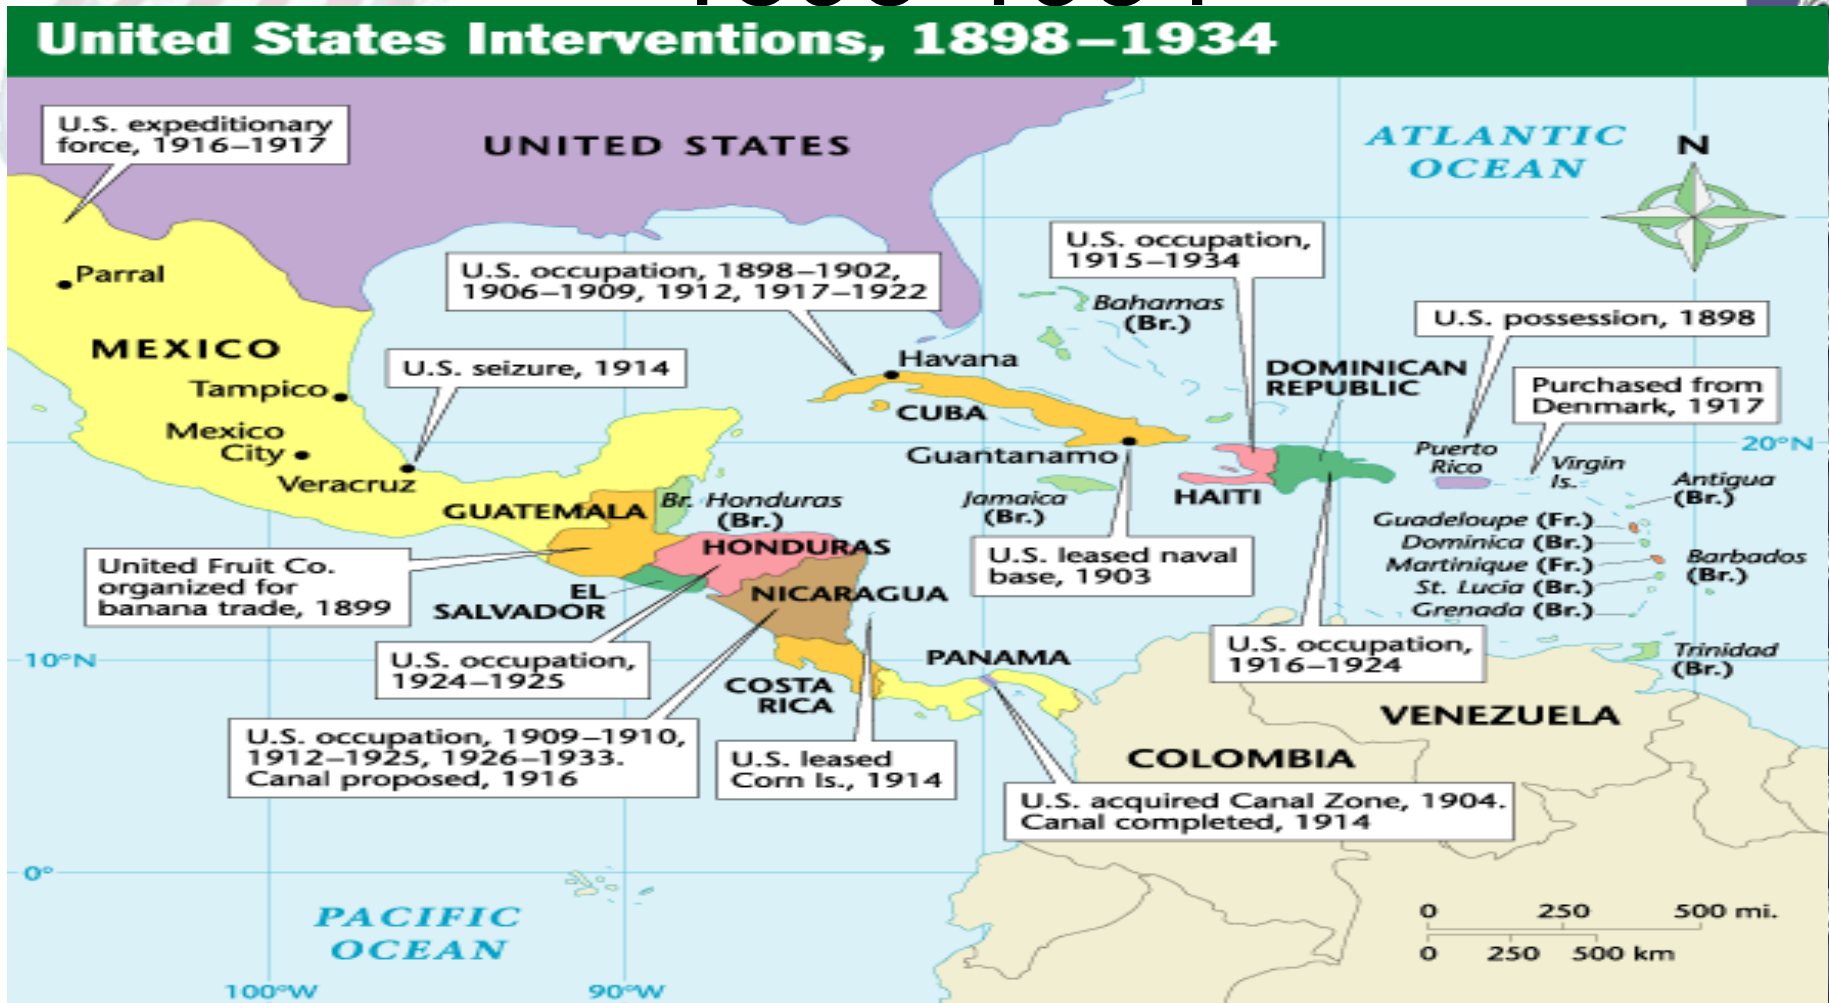 United States Interventions, 1898–1934
U.S. expeditionary
force, 1916–1917
UNITED STATES
ATLANTIC
OCEAN
N
Parral
U.S. occupation, 1898–1902,
1906–1909, 1912, 1917–1922
U.S. occupation,
1915–1934
Bahamas
(Br.)
U.S. possession, 1898
MEXICO
U.S. seizure, 1914
Havana
DOMINICAN
REPUBLIC
Purchased from
Denmark, 1917
Tampico
CUBA
Mexico
City
Veracruz
Guantanamo
20°N
Puerto
Rico
Virgin
Is.
Antigua
(Br.)
GUATEMALA
Br. Honduras
(Br.)
Jamaica
(Br.)
HAITI
Guadeloupe (Fr.)
Dominica (Br.)
Martinique (Fr.)
St. Lucia (Br.)
Grenada (Br.)
Barbados
(Br.)
HONDURAS
United Fruit Co.
organized for
banana trade, 1899
EL
SALVADOR
NICARAGUA
U.S. leased naval
base, 1903
10°N
U.S. occupation,
1924–1925
COSTA
RICA
PANAMA
U.S. occupation,
1916–1924
Trinidad
(Br.)
U.S. occupation, 1909–1910,
1912–1925, 1926–1933.
Canal proposed, 1916
U.S. leased
Corn Is., 1914
COLOMBIA
VENEZUELA
U.S. acquired Canal Zone, 1904.
Canal completed, 1914
0°
PACIFIC
OCEAN
0 250 500 mi.
0 250 500 km
100°W
90°W